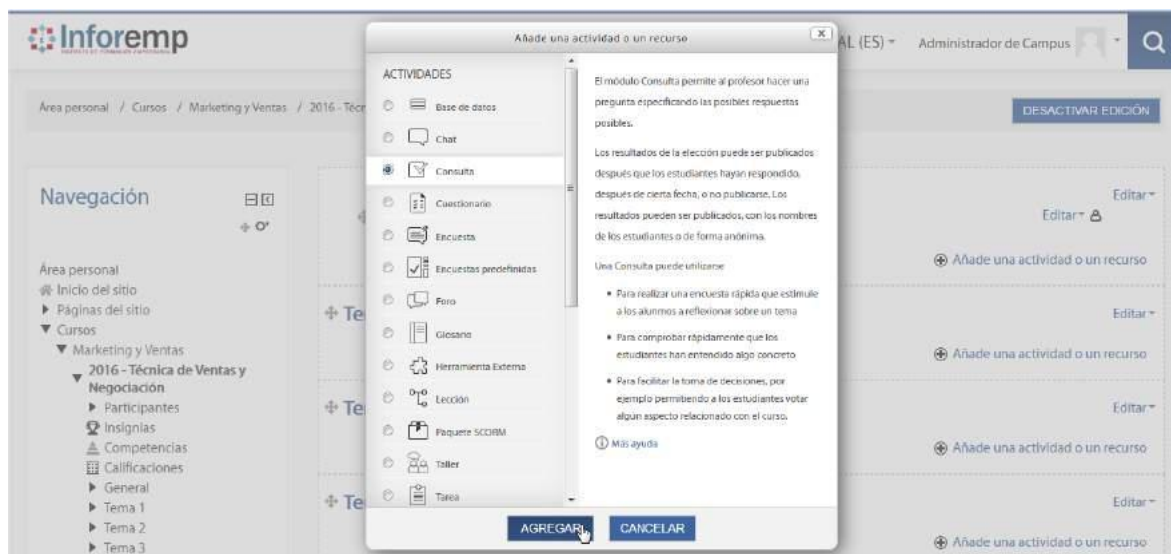 Inforemp
AL (ES)
Administrador de Campus
Área personal / Cursos / Marketing y Ventas / 2016 - Técn
DESACTIVAR EDICIÓN
Navegación
Área personal
Inicio del sitio
Páginas del sitio
Cursos
Marketing y Ventas
2016 - Técnica de Ventas y
Negociación
Participantes
Insignias
Competencias
Calificaciones
General
Tema 1
Tema 2
Tema 3
Añade una actividad o un recurso
x
ACTIVIDADES
Base de datos
Chat
Consulta
Cuestionario
Encuesta
Encuestas predefinidas
Foro
Glosario
Herramienta Externa
Lección
Paquete SCORM
Taller
Tarea
El módulo Consulta permite al profesor hacer una
pregunta especificando las posibles respuestas
posibles.
Los resultados de la elección puede ser publicados
después que los estudiantes hayan respondido,
después de cierta fecha, o no publicarse. Los
resultados pueden ser publicados, con los nombres
de los estudiantes o de forma anónima.
Una Consulta puede utilizarse
Para realizar una encuesta rápida que estimule
a los alumnos a reflexionar sobre un tema
Para comprobar rápidamente que los
estudiantes han entendido algo concreto
Para facilitar la toma de decisiones, por
ejemplo permitiendo a los estudiantes votar
algún aspecto relacionado con el curso.
Más ayuda
AGREGAR
CANCELAR
Editar
Editar
Añade una actividad o un recurso
Te
Editar
Añade una actividad o un recurso
Te
Editar
Añade una actividad o un recurso
Te
Editar
Añade una actividad o un recurso